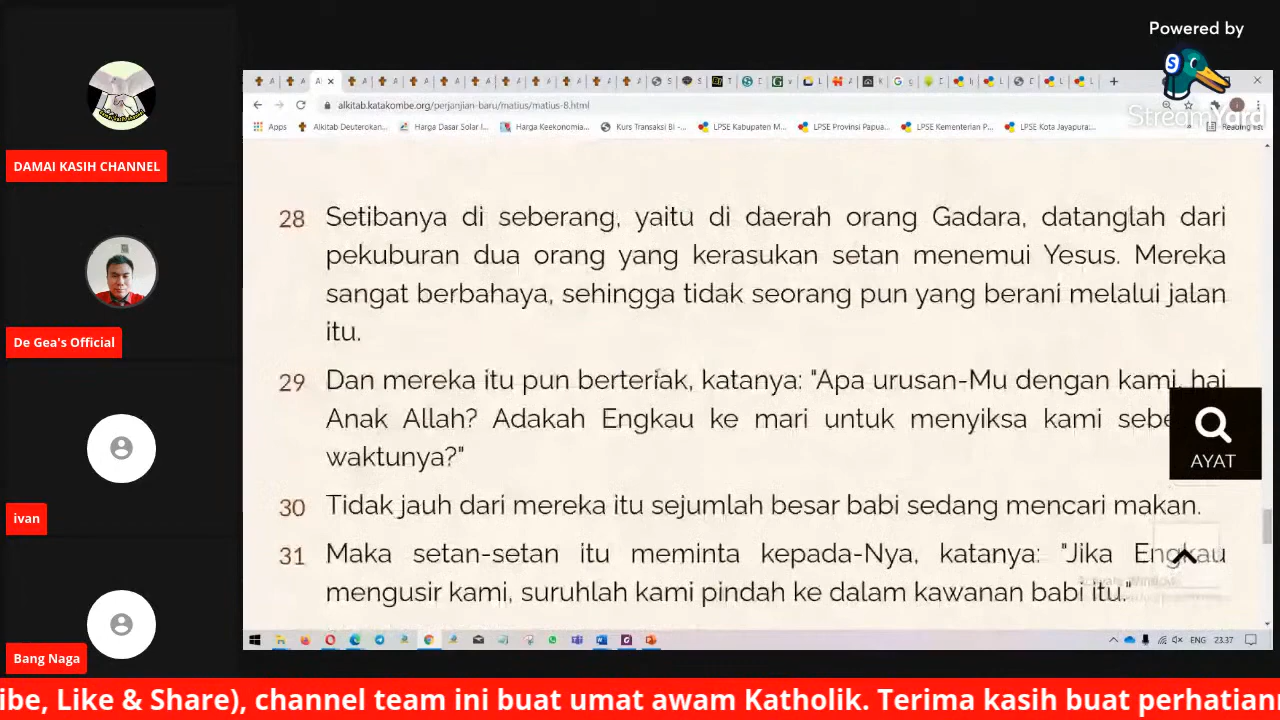 Powered by
StreamYard
DAMAI KASIH CHANNEL
De Gea's Official
ivan
Bang Naga
alkitab.katakombe.org/perjanjian-baru/matius/matius-8.html
Apps
Alkitab Deuterokan...
Harga Dasar Solar I...
Harga Keekonomia...
Kurs Transaksi BI -...
LPSE Kabupaten M...
LPSE Provinsi Papua...
LPSE Kementerian P...
LPSE Kota Jayapura:...
Reading list
28 Setibanya di seberang, yaitu di daerah orang Gadara, datanglah dari
pekuburan dua orang yang kerasukan setan menemui Yesus. Mereka
sangat berbahaya, sehingga tidak seorang pun yang berani melalui jalan
itu.
29 Dan mereka itu pun berteriak, katanya: "Apa urusan-Mu dengan kami, hai
Anak Allah? Adakah Engkau ke mari untuk menyiksa kami sebe
waktunya?"
30 Tidak jauh dari mereka itu sejumlah besar babi sedang mencari makan.
31 Maka setan-setan itu meminta kepada-Nya, katanya: "Jika Engkau
mengusir kami, suruhlah kami pindah ke dalam kawanan babi itu."
AYAT
Activate Windows
ENG
23.37
ibe, Like & Share), channel team ini buat umat awam Katholik. Terima kasih buat perhatian